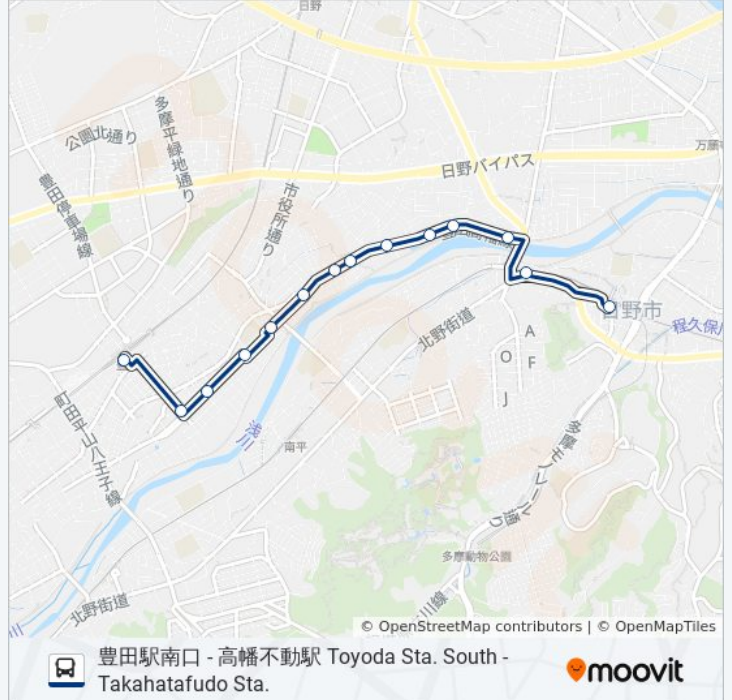 日野
公園北通り
多摩平緑地通り
万願
日野バイパス
豊田停車場線
市役所通り
日野市
程久保川
北野街道
A
O F
J
町田平山八王子線
浅川
南平
多摩モノレール通り
多摩動物公園
北野街道
川線
川
© OpenStreetMap contributors | © OpenMapTiles
豊田駅南口 - 高幡不動駅 Toyoda Sta. South -
Takahatafudo Sta.
moovit